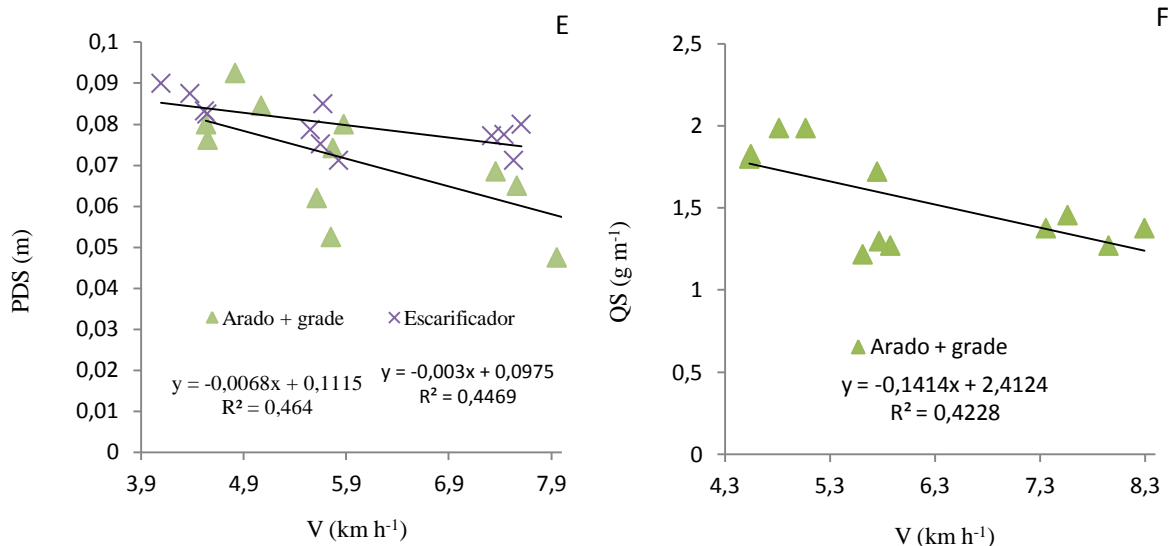 E
0,1
0,09
0,08
0,07
0,06
0,05
0,04
0,03
0,02
0,01
0
PDS (m)
Arado + grade
Escarificador
y = -0,0068x + 0,1115
R² = 0,464
y = -0,003x + 0,0975
R² = 0,4469
3,9 4,9 5,9 6,9 7,9
V (km h⁻¹)
F
2,5
2
1,5
1
0,5
0
QS (g m⁻¹)
Arado + grade
y = -0,1414x + 2,4124
R² = 0,4228
4,3 5,3 6,3 7,3 8,3
V (km h⁻¹)